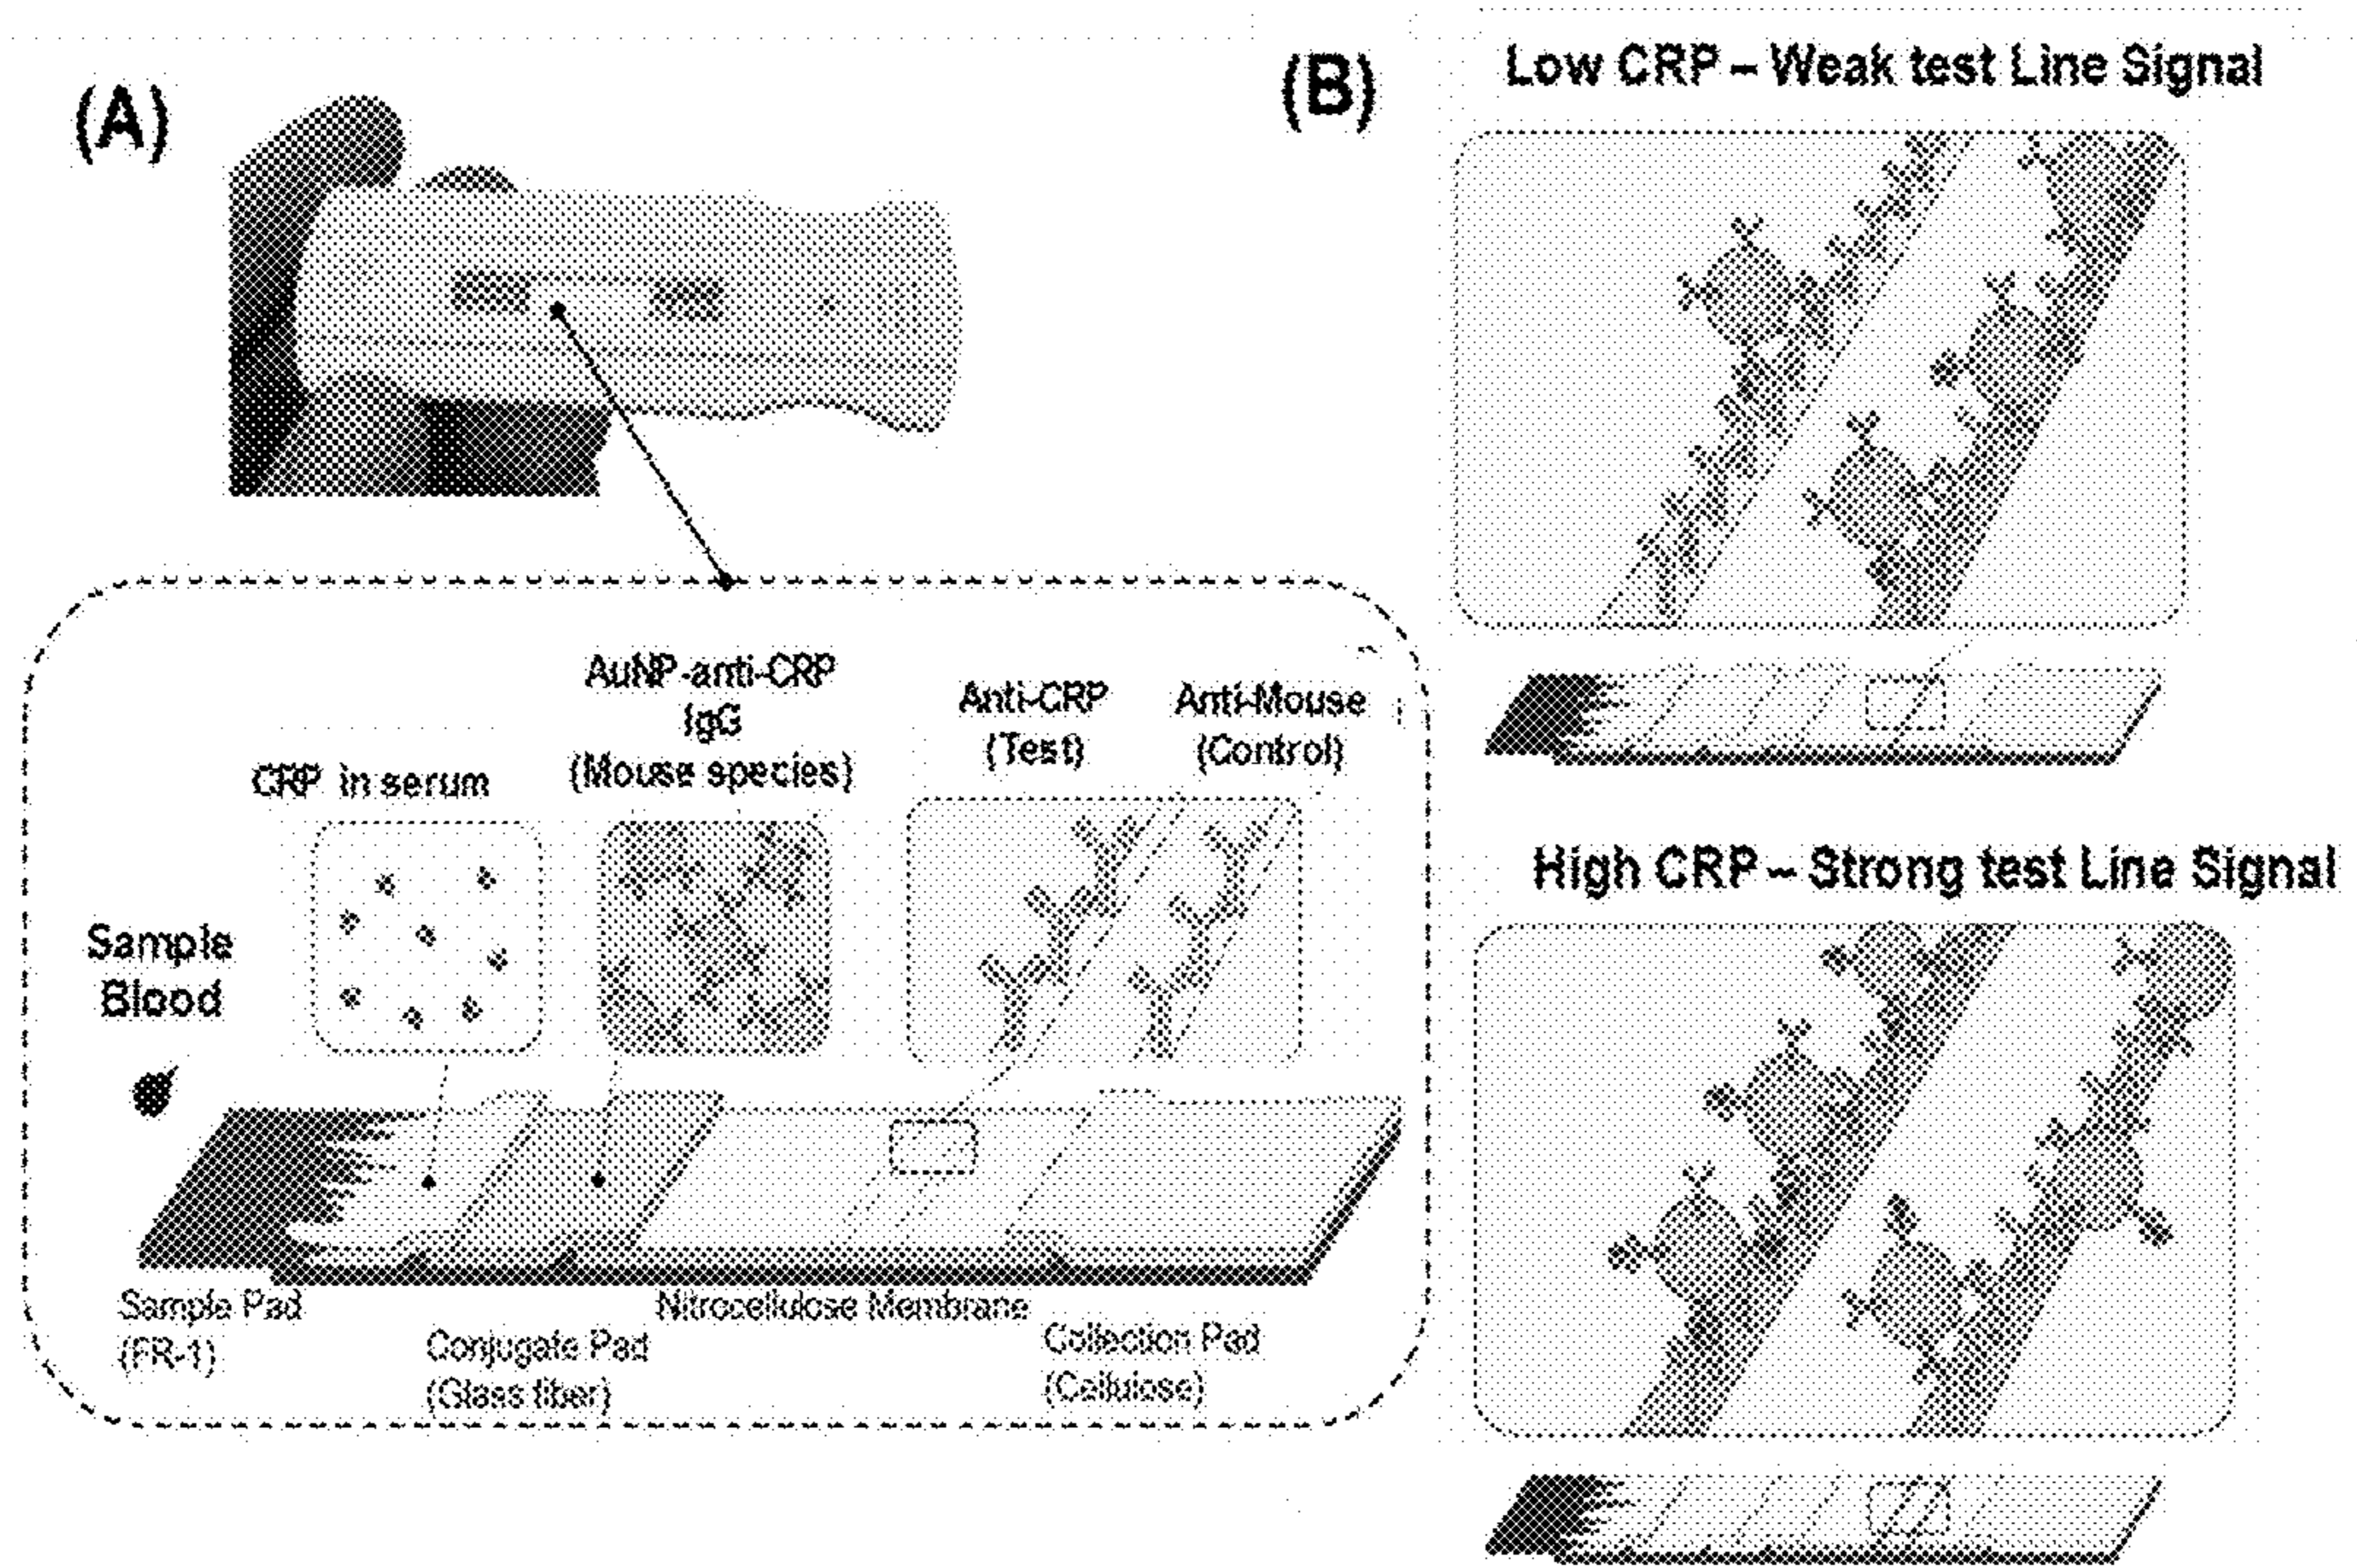 (A)
AuNP-anti-CRP
IgG
(Mouse species)
CRP in serum
Anti-CRP
(Test)
Anti-Mouse
(Control)
Sample
Blood
Sample Pad
(FR-1)
Conjugate Pad
(Glass fiber)
Nitrocellulose Membrane
Collection Pad
(Cellulose)
(B)
Low CRP – Weak test Line Signal
High CRP – Strong test Line Signal